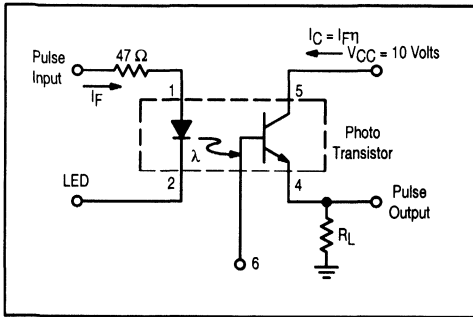 Pulse
Input
47 Ω
IF
1
IC = IFη
VCC = 10 Volts
5
Photo
Transistor
λ
LED
2
4
Pulse
Output
RL
6